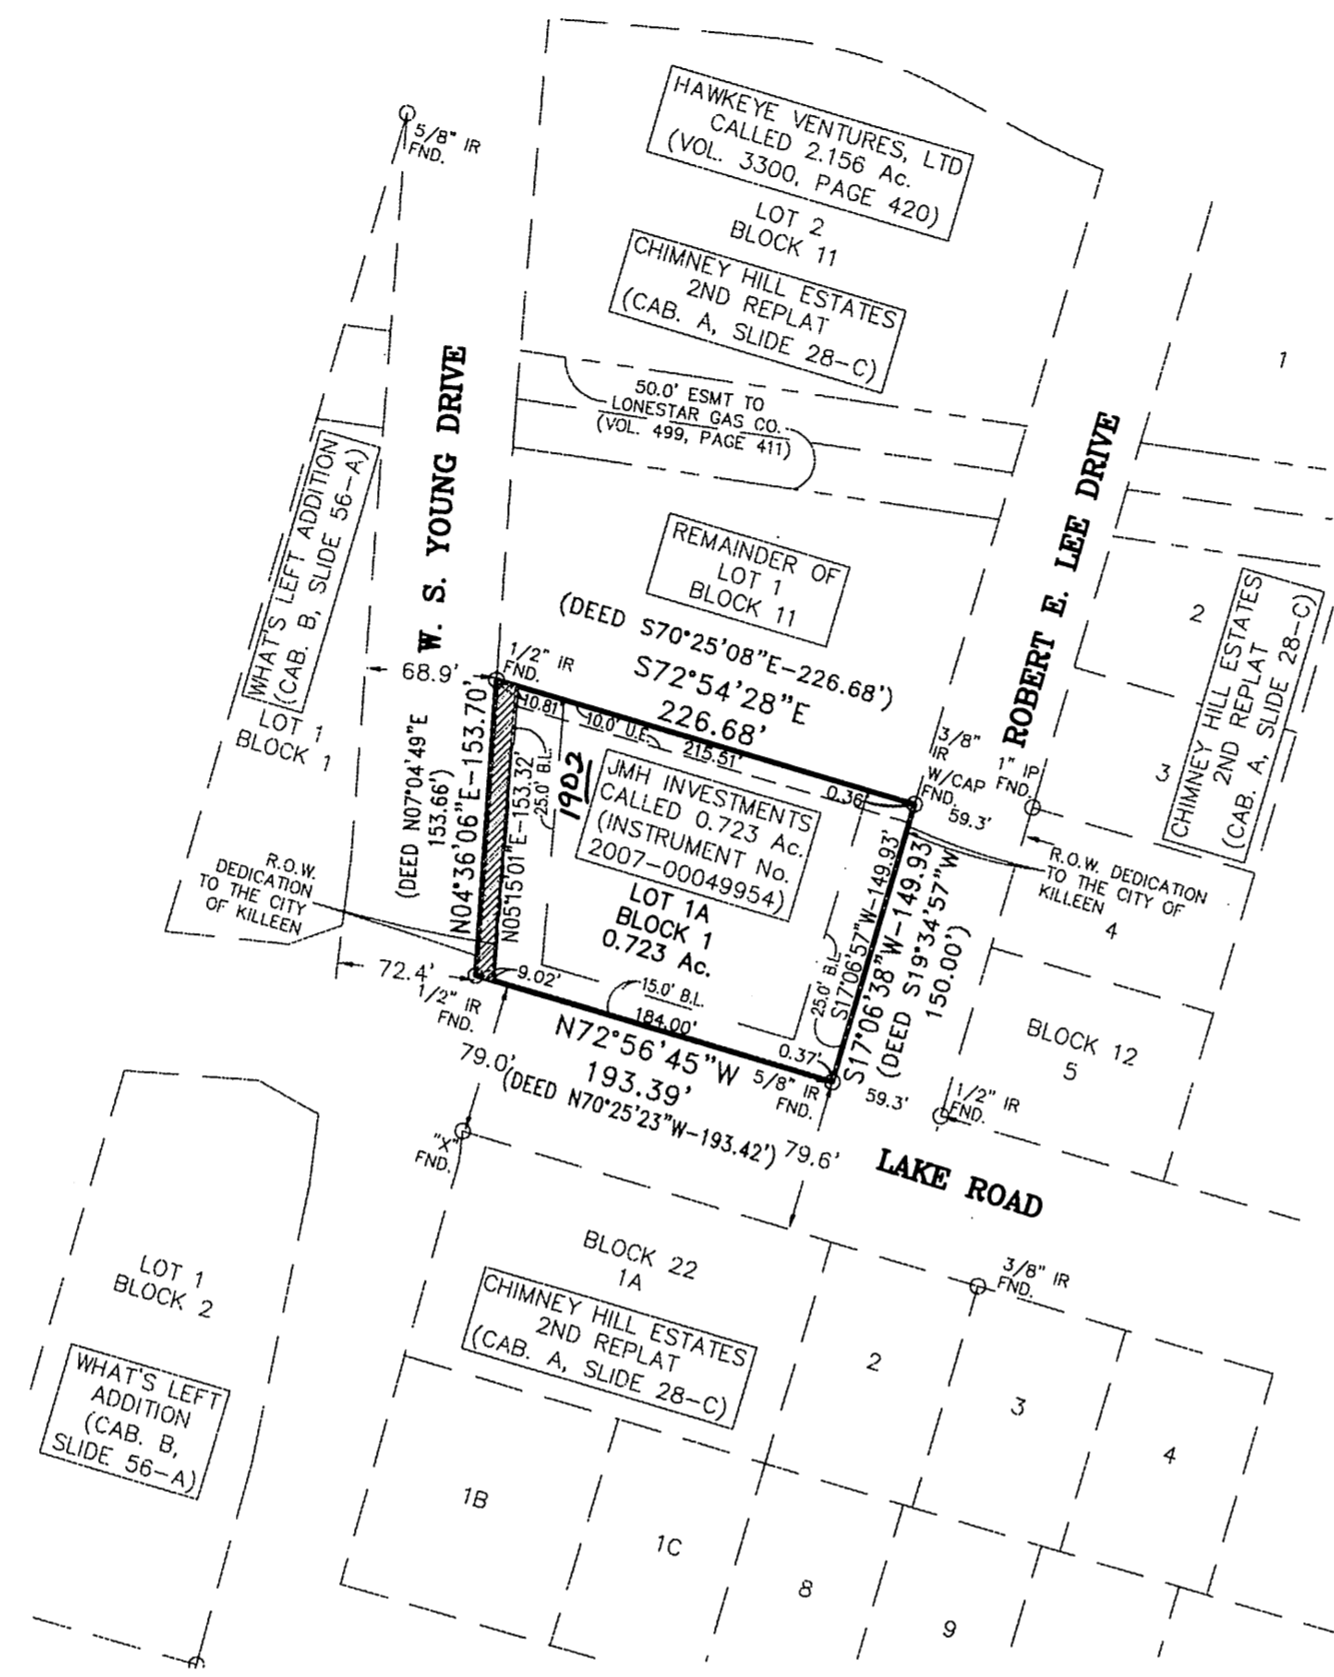 5/8" IR
FND.
HAWKEYE VENTURES, LTD
CALLED 2.156 Ac.
(VOL. 3300, PAGE 420)
LOT 2
BLOCK 11
CHIMNEY HILL ESTATES
2ND REPLAT
(CAB. A, SLIDE 28-C)
50.0' ESMT TO
LONESTAR GAS CO.
(VOL. 499, PAGE 411)
1
W. S. YOUNG DRIVE
ROBERT E. LEE DRIVE
WHAT'S LEFT ADDITION
(CAB. B, SLIDE 56-A)
LOT 1
BLOCK 1
REMAINDER OF
LOT 1
BLOCK 11
2
CHIMNEY HILL ESTATES
2ND REPLAT
(CAB. A, SLIDE 28-C)
3
(DEED S70°25'08"E-226.68')
S72°54'28"E
226.68'
68.9'
1/2" IR
FND.
10.81'
10.0' U.E.
215.51'
0.36'
3/8"
IR
W/CAP
FND.
1" IP
FND.
59.3'
(DEED N07°04'49"E
153.66')
N04°36'06"E-153.70'
N05°15'01"E-153.32'
25.0' B.L.
1902
JMH INVESTMENTS
CALLED 0.723 Ac.
(INSTRUMENT No.
2007-00049954)
LOT 1A
BLOCK 1
0.723 Ac.
R.O.W.
DEDICATION
TO THE CITY
OF KILLEEN
R.O.W. DEDICATION
TO THE CITY OF
KILLEEN
4
25.0' B.L.
S17°06'57"W-149.93'
S17°06'38"W-149.93'
(DEED S19°34'57"W
150.00')
72.4'
1/2" IR
FND.
9.02'
15.0' B.L.
184.00'
0.37'
N72°56'45"W
193.39'
(DEED N70°25'23"W-193.42')
5/8" IR
FND.
59.3'
1/2" IR
FND.
BLOCK 12
5
79.0'
"X"
FND.
79.6'
LAKE ROAD
LOT 1
BLOCK 2
WHAT'S LEFT
ADDITION
(CAB. B,
SLIDE 56-A)
BLOCK 22
1A
CHIMNEY HILL ESTATES
2ND REPLAT
(CAB. A, SLIDE 28-C)
3/8" IR
FND.
2
3
4
1B
1C
8
9